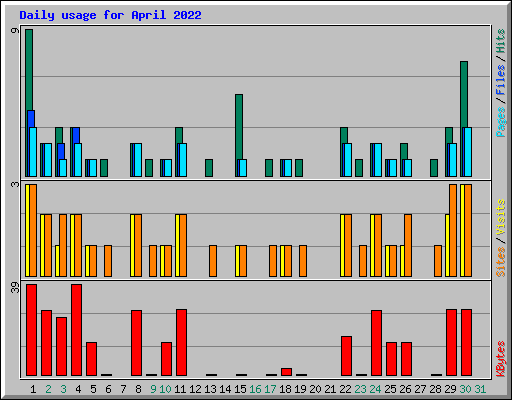 Daily usage for April 2022
9
Pages / Files / Hits
3
Sites / Visits
39
KBytes
1 2 3 4 5 6 7 8 9 10 11 12 13 14 15 16 17 18 19 20 21 22 23 24 25 26 27 28 29 30 31